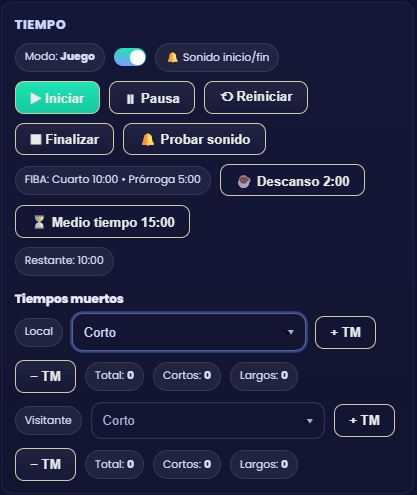 TIEMPO
Modo: Juego 🔔 Sonido inicio/fin
▶ Iniciar ⏸ Pausa ⟲ Reiniciar
⏹ Finalizar 🔔 Probar sonido
FIBA: Cuarto 10:00 • Prórroga 5:00 Descanso 2:00
⏳ Medio tiempo 15:00
Restante: 10:00
Tiempos muertos
Local Corto + TM
− TM Total: 0 Cortos: 0 Largos: 0
Visitante Corto + TM
− TM Total: 0 Cortos: 0 Largos: 0